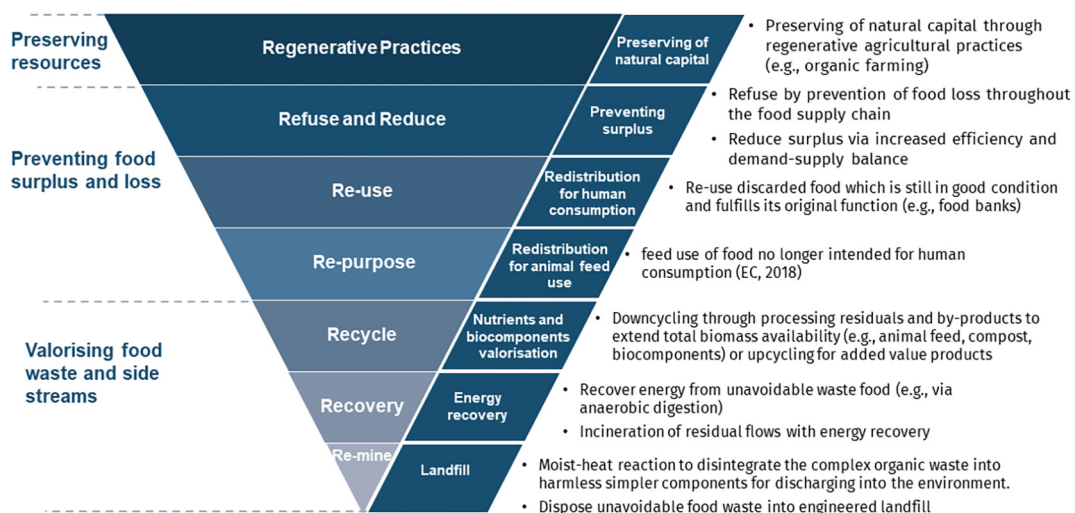 Preserving
resources
Regenerative Practices
Preserving of
natural capital
• Preserving of natural capital through
regenerative agricultural practices
(e.g., organic farming)
Preventing food
surplus and loss
Refuse and Reduce
Preventing
surplus
• Refuse by prevention of food loss throughout
the food supply chain
• Reduce surplus via increased efficiency and
demand-supply balance
Re-use
Redistribution
for human
consumption
• Re-use discarded food which is still in good condition
and fulfills its original function (e.g., food banks)
Re-purpose
Redistribution
for animal feed
use
• feed use of food no longer intended for human
consumption (EC, 2018)
Valorising food
waste and side
streams
Recycle
Nutrients and
biocomponents
valorisation
• Downcycling through processing residuals and by-products to
extend total biomass availability (e.g., animal feed, compost,
biocomponents) or upcycling for added value products
Recovery
Energy
recovery
• Recover energy from unavoidable waste food (e.g., via
anaerobic digestion)
• Incineration of residual flows with energy recovery
Re-mine
Landfill
• Moist-heat reaction to disintegrate the complex organic waste into
harmless simpler components for discharging into the environment.
• Dispose unavoidable food waste into engineered landfill